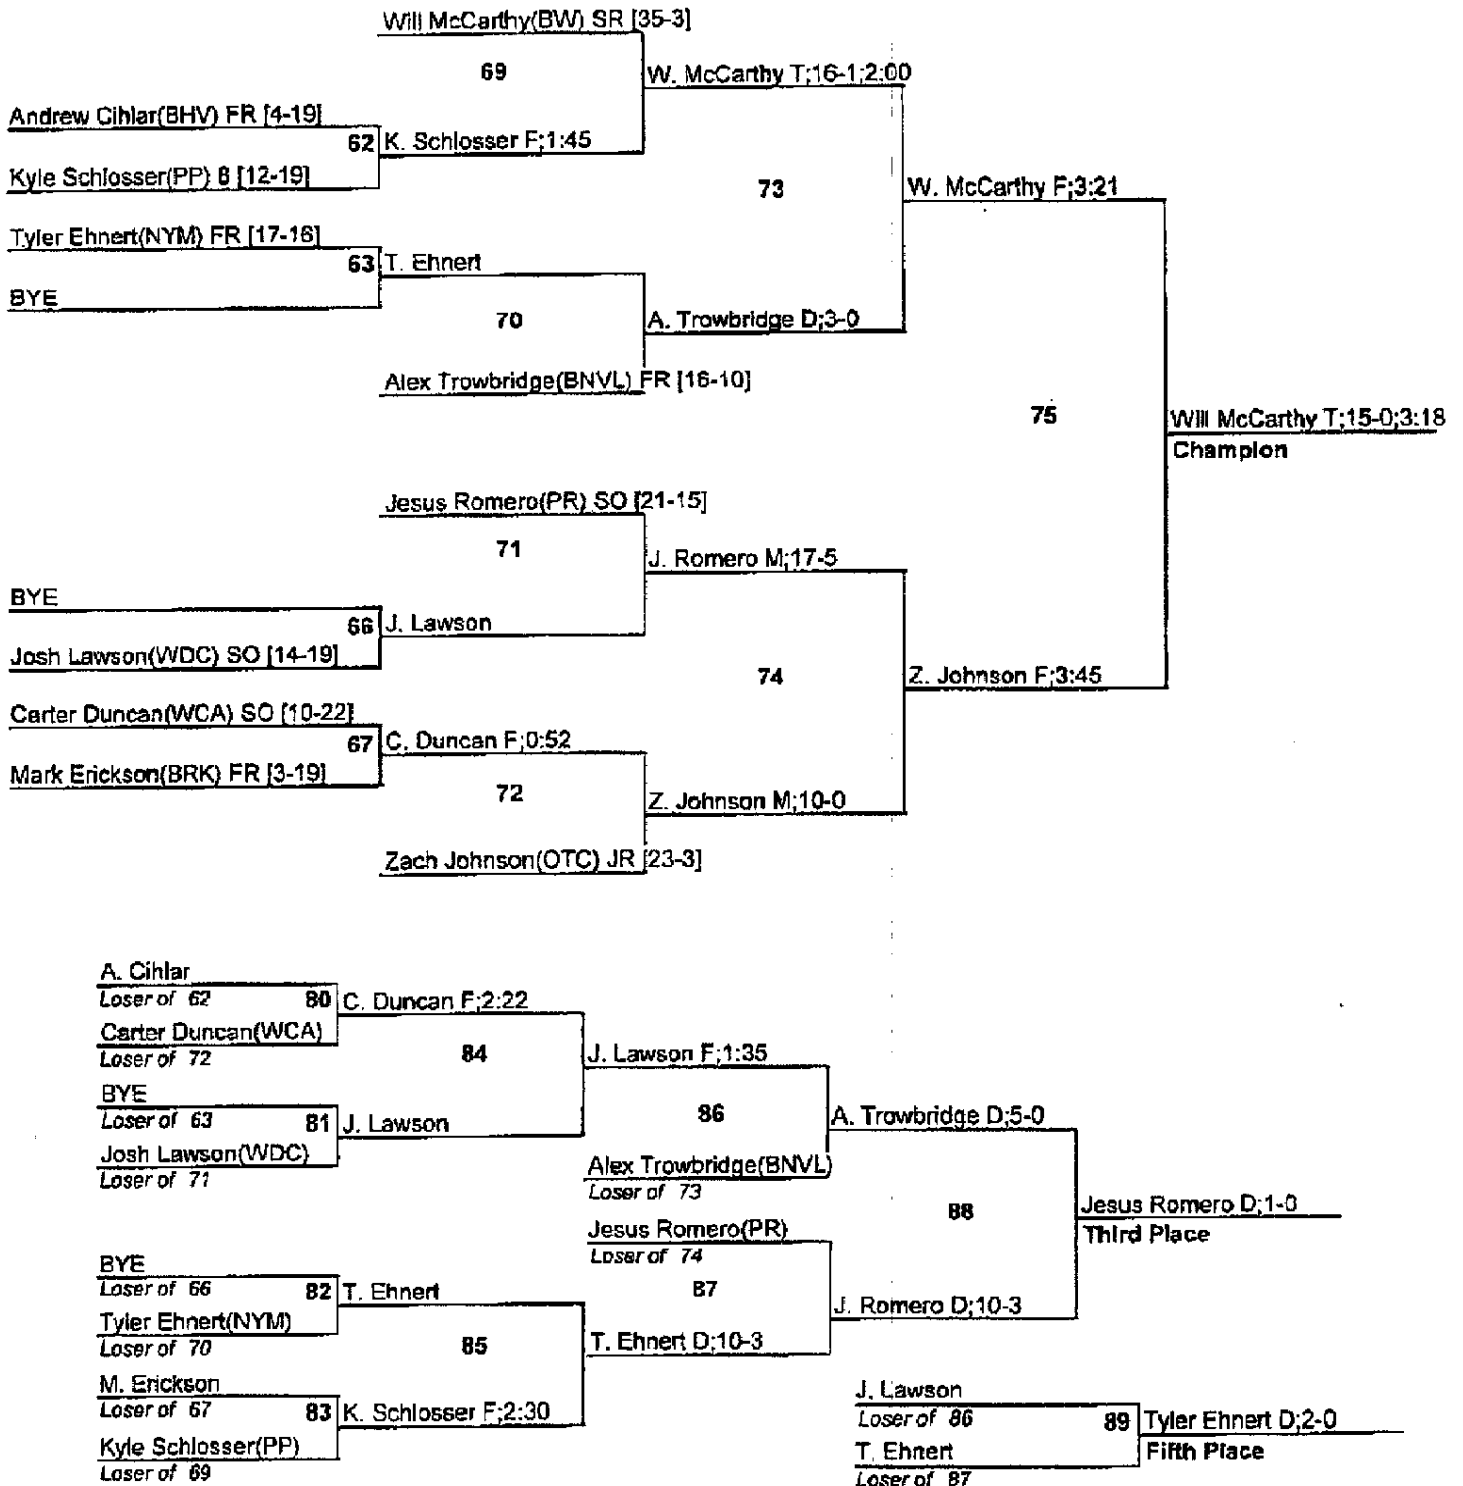 Will McCarthy(BW) SR [35-3]
69
W. McCarthy T;16-1;2:00
Andrew Cihlar(BHV) FR [4-19]
62 K. Schlosser F;1:45
Kyle Schlosser(PP) 8 [12-19]
73
W. McCarthy F;3:21
Tyler Ehnert(NYM) FR [17-16]
63 T. Ehnert
BYE
70
A. Trowbridge D;3-0
Alex Trowbridge(BNVL) FR [16-10]
75
Will McCarthy T;15-0;3:18
Champion
Jesus Romero(PR) SO [21-15]
71
J. Romero M;17-5
BYE
66 J. Lawson
Josh Lawson(WDC) SO [14-19]
74
Z. Johnson F;3:45
Carter Duncan(WCA) SO [10-22]
67 C. Duncan F;0:52
Mark Erickson(BRK) FR [3-19]
72
Z. Johnson M;10-0
Zach Johnson(OTC) JR [23-3]
A. Cihlar
Loser of 62
80 C. Duncan F;2:22
Carter Duncan(WCA)
Loser of 72
84
J. Lawson F;1:35
BYE
Loser of 63
81 J. Lawson
Josh Lawson(WDC)
Loser of 71
86
A. Trowbridge D;5-0
Alex Trowbridge(BNVL)
Loser of 73
88
Jesus Romero D;1-0
Third Place
Jesus Romero(PR)
Loser of 74
87
J. Romero D;10-3
BYE
Loser of 66
82 T. Ehnert
Tyler Ehnert(NYM)
Loser of 70
85
T. Ehnert D;10-3
M. Erickson
Loser of 67
83 K. Schlosser F;2:30
Kyle Schlosser(PP)
Loser of 69
J. Lawson
Loser of 86
89 Tyler Ehnert D;2-0
Fifth Place
T. Ehnert
Loser of 87